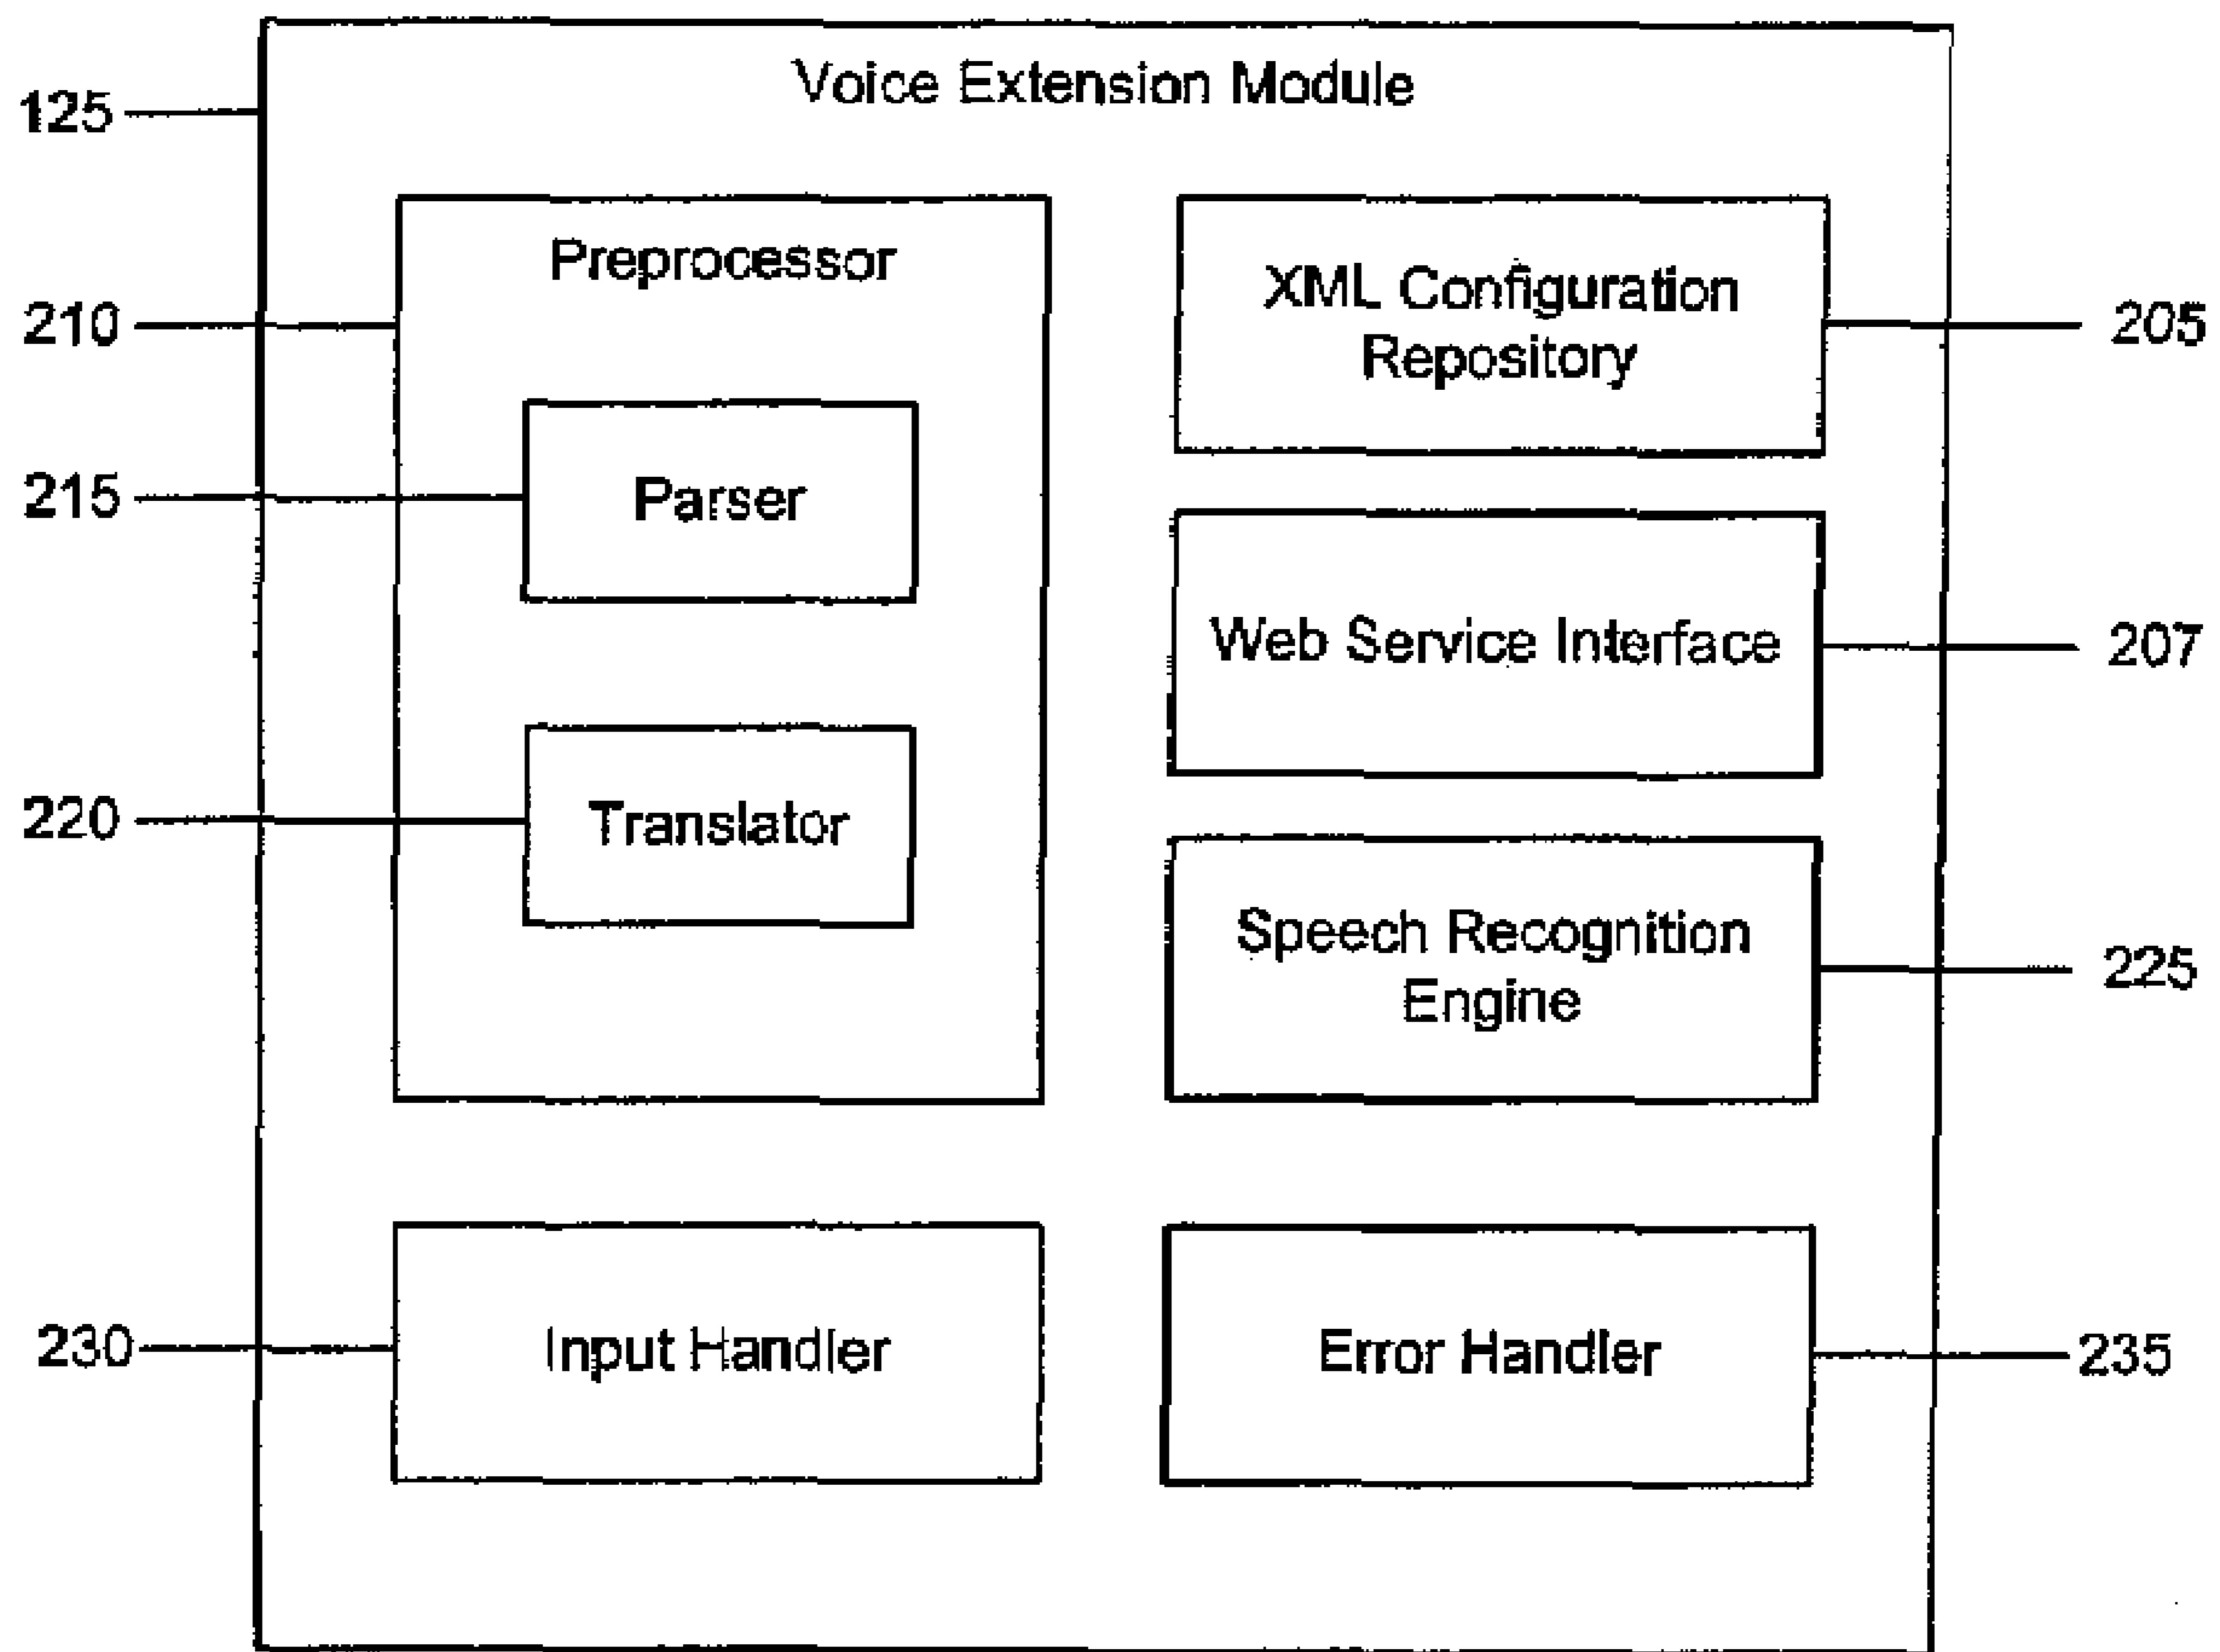 Voice Extension Module
125
Preprocessor
210
XML Configuration
Repository
205
Parser
215
Web Service Interface
207
Translator
220
Speech Recognition
Engine
225
Input Handler
230
Error Handler
235